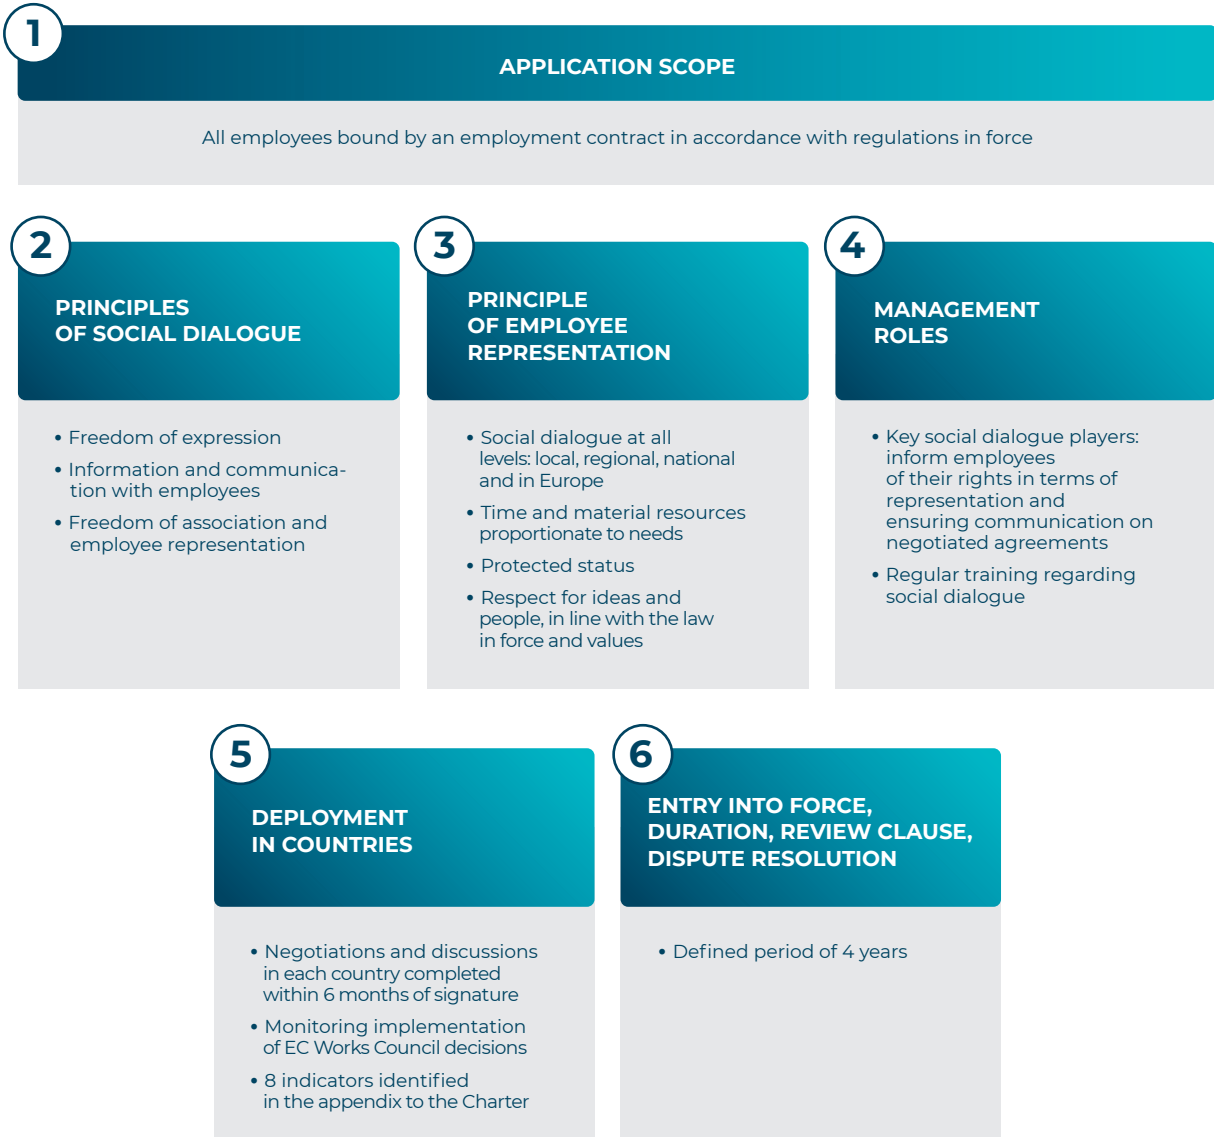 1
APPLICATION SCOPE
All employees bound by an employment contract in accordance with regulations in force
2
PRINCIPLES
OF SOCIAL DIALOGUE
• Freedom of expression
• Information and communica-
tion with employees
• Freedom of association and
employee representation
3
PRINCIPLE
OF EMPLOYEE
REPRESENTATION
• Social dialogue at all
levels: local, regional, national
and in Europe
• Time and material resources
proportionate to needs
• Protected status
• Respect for ideas and
people, in line with the law
in force and values
4
MANAGEMENT
ROLES
• Key social dialogue players:
inform employees
of their rights in terms of
representation and
ensuring communication on
negotiated agreements
• Regular training regarding
social dialogue
5
DEPLOYMENT
IN COUNTRIES
• Negotiations and discussions
in each country completed
within 6 months of signature
• Monitoring implementation
of EC Works Council decisions
• 8 indicators identified
in the appendix to the Charter
6
ENTRY INTO FORCE,
DURATION, REVIEW CLAUSE,
DISPUTE RESOLUTION
• Defined period of 4 years